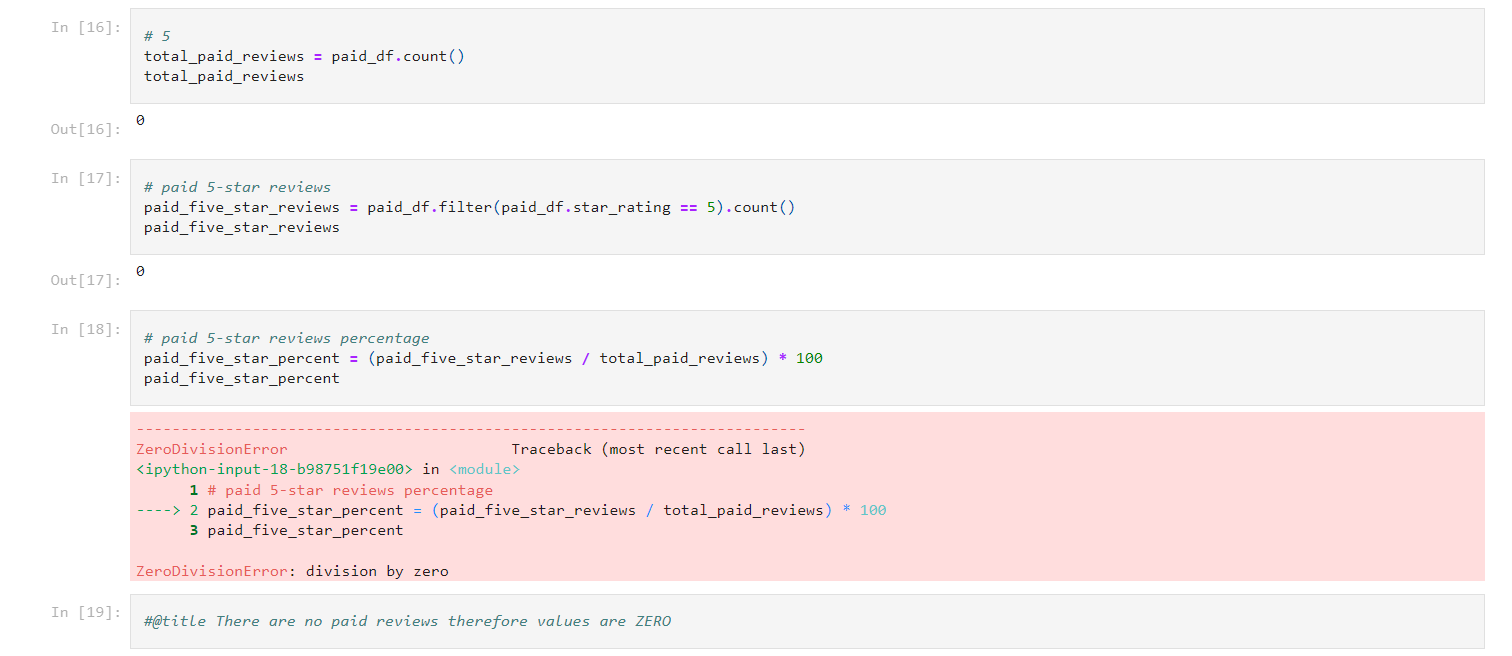 In [16]:
# 5
total_paid_reviews = paid_df.count()
total_paid_reviews
Out[16]:
0
In [17]:
# paid 5-star reviews
paid_five_star_reviews = paid_df.filter(paid_df.star_rating == 5).count()
paid_five_star_reviews
Out[17]:
0
In [18]:
# paid 5-star reviews percentage
paid_five_star_percent = (paid_five_star_reviews / total_paid_reviews) * 100
paid_five_star_percent
---------------------------------------------------------------------------
ZeroDivisionError                         Traceback (most recent call last)
<ipython-input-18-b98751f19e00> in <module>
      1 # paid 5-star reviews percentage
----> 2 paid_five_star_percent = (paid_five_star_reviews / total_paid_reviews) * 100
      3 paid_five_star_percent
ZeroDivisionError: division by zero
In [19]:
#@title There are no paid reviews therefore values are ZERO